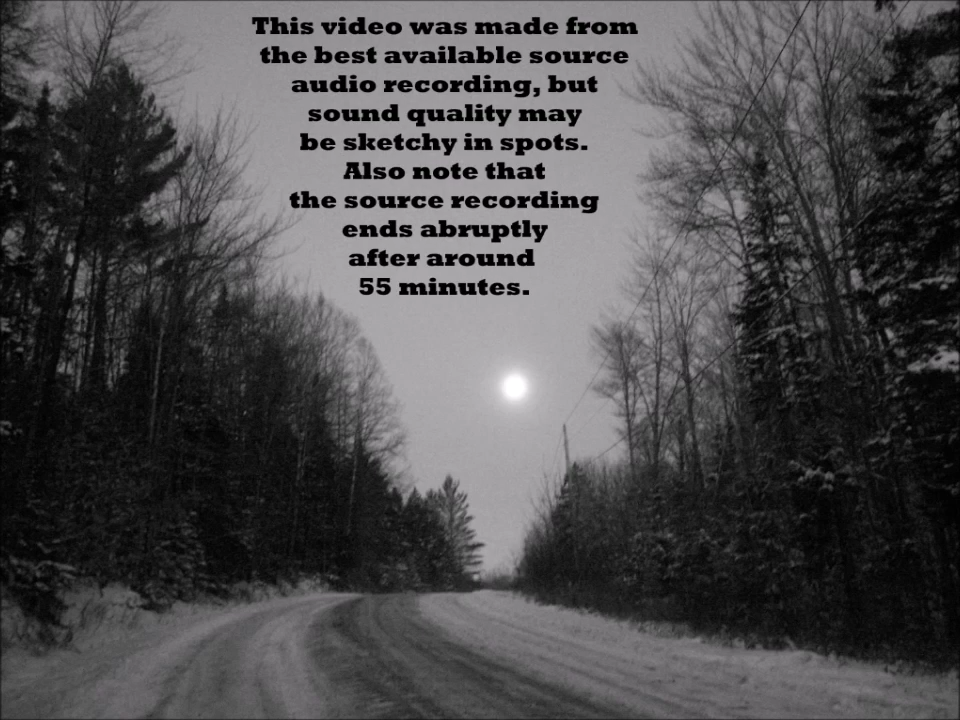 This video was made from
the best available source
audio recording, but
sound quality may
be sketchy in spots.
Also note that
the source recording
ends abruptly
after around
55 minutes.